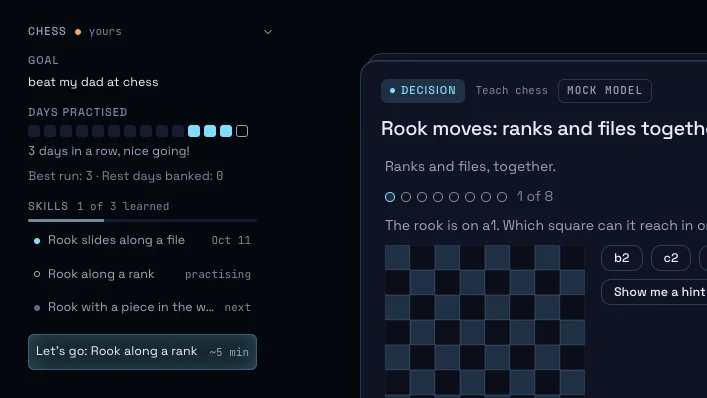 CHESS yours
GOAL
beat my dad at chess
DAYS PRACTISED
3 days in a row, nice going!
Best run: 3 · Rest days banked: 0
SKILLS 1 of 3 learned
Rook slides along a file Oct 11
Rook along a rank practising
Rook with a piece in the w... next
Let's go: Rook along a rank ~5 min
DECISION Teach chess MOCK MODEL
Rook moves: ranks and files togeth
Ranks and files, together.
1 of 8
The rook is on a1. Which square can it reach in
b2 c2
Show me a hint